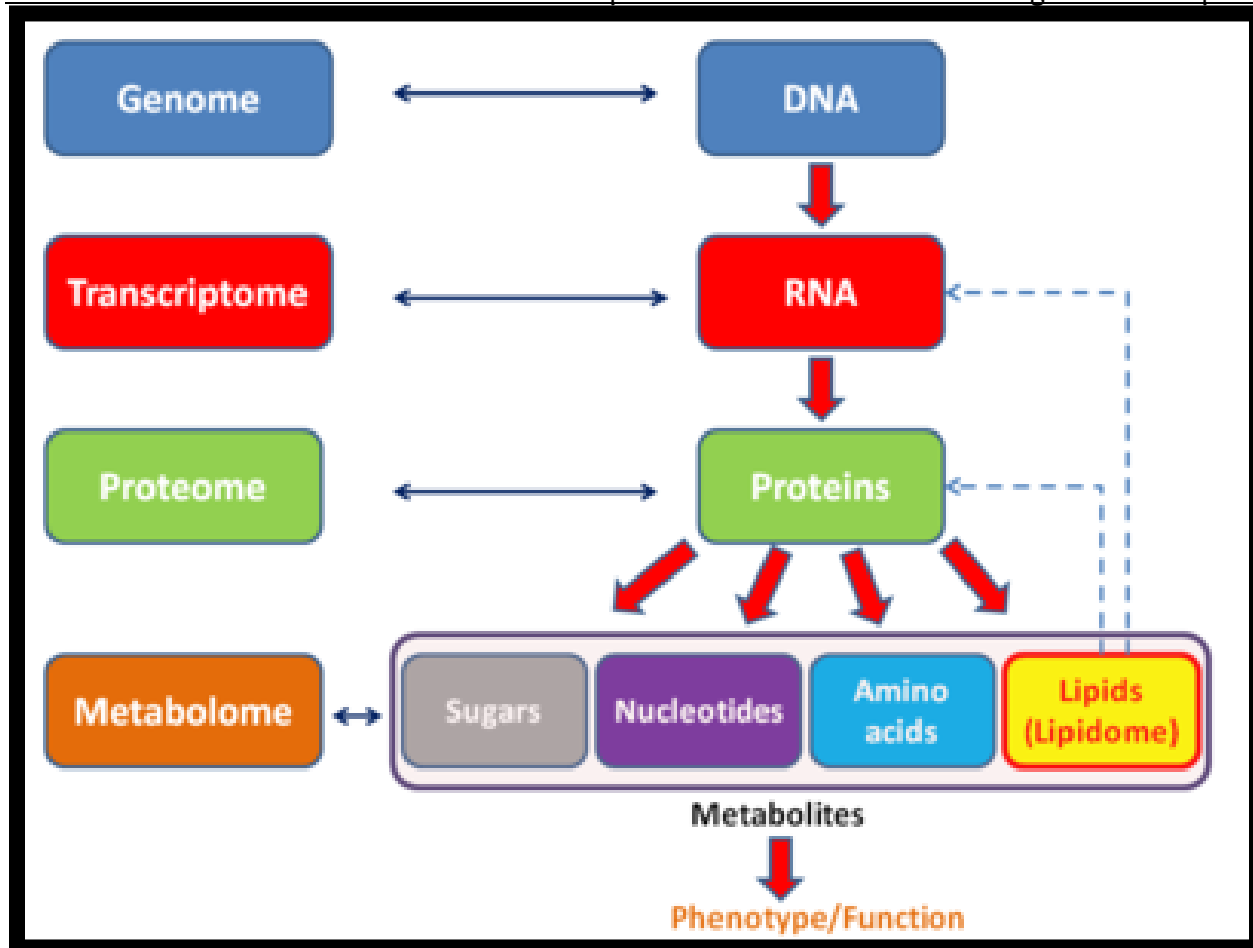 Genome
DNA
Transcriptome
RNA
Proteome
Proteins
Metabolome
Sugars
Nucleotides
Amino
acids
Lipids
(Lipidome)
Metabolites
Phenotype/Function